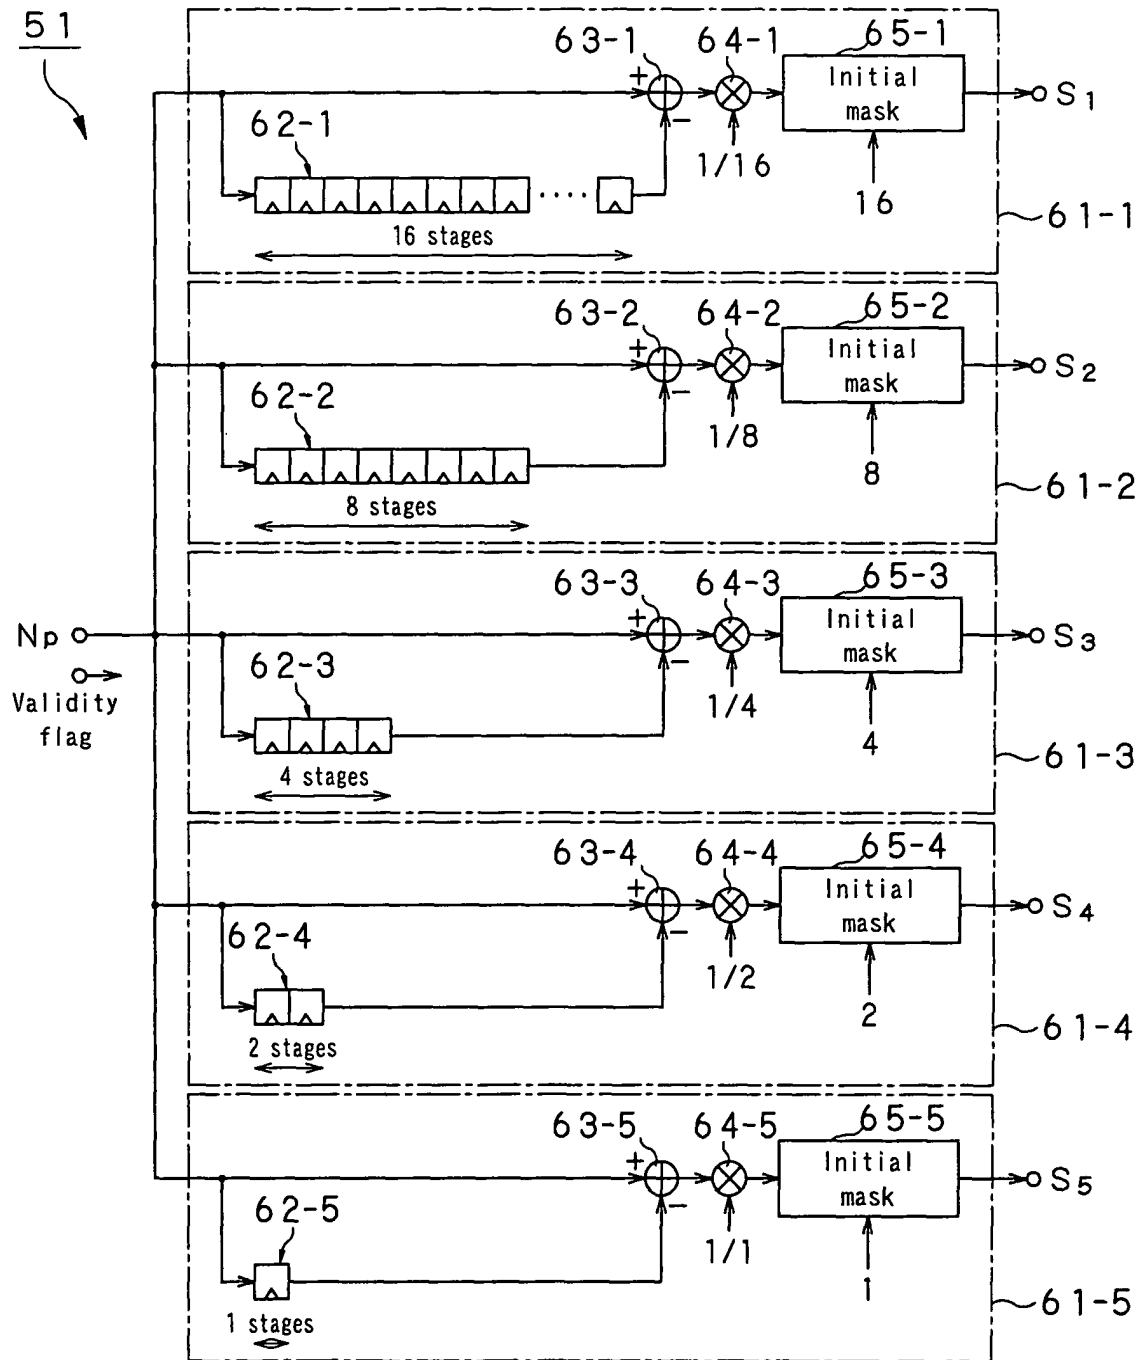 51
63-1 64-1 65-1
Initial
mask
+
−
S1
62-1
1/16
16
····
16 stages
61-1
63-2 64-2 65-2
Initial
mask
+
−
S2
62-2
1/8
8
8 stages
61-2
63-3 64-3 65-3
Initial
mask
+
−
S3
Np
62-3
1/4
4
Validity
flag
4 stages
61-3
63-4 64-4 65-4
Initial
mask
+
−
S4
62-4
1/2
2
2 stages
61-4
63-5 64-5 65-5
Initial
mask
+
−
S5
62-5
1/1
1
1 stages
61-5